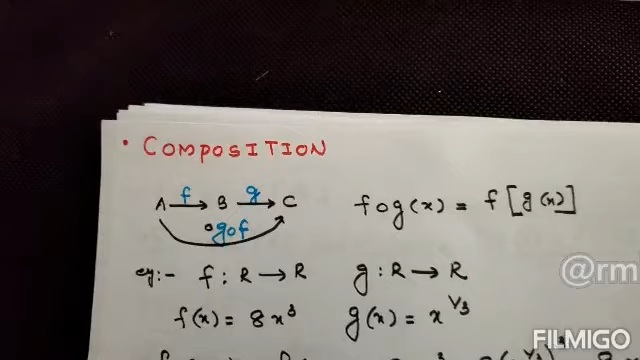 • COMPOSITION
A f→ B g→ C fog(x) = f[g(x)]
gof
eg:- f : R → R g : R → R
@rm
f(x) = 8x³ g(x) = x^1/3
FILMIGO